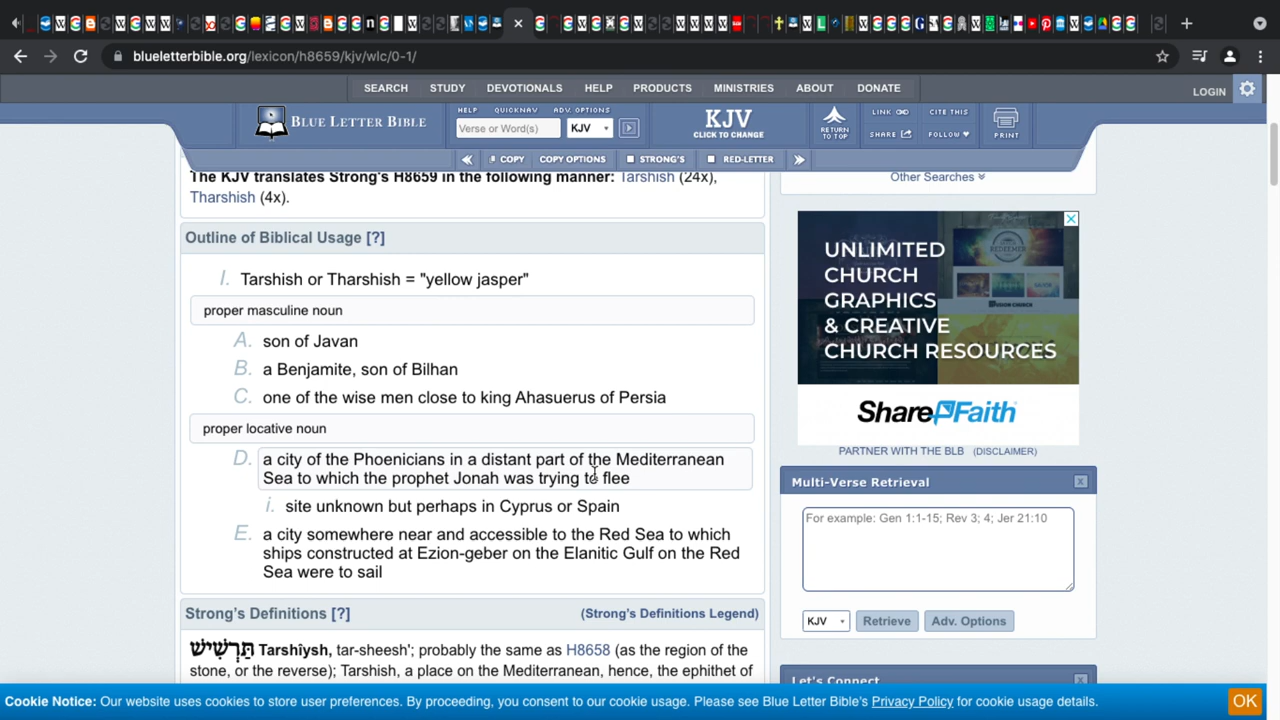 blueletterbible.org/lexicon/h8659/kjv/wlc/0-1/
SEARCH STUDY DEVOTIONALS HELP PRODUCTS MINISTRIES ABOUT DONATE
LOGIN
BLUE LETTER BIBLE
HELP QUICKNAV ADV. OPTIONS
Verse or Word(s) KJV
KJV
CLICK TO CHANGE
RETURN TO TOP
LINK CITE THIS
SHARE FOLLOW
PRINT
COPY COPY OPTIONS STRONG'S RED-LETTER
The KJV translates Strong's H8659 in the following manner: Tarshish (24x),
Tharshish (4x).
Outline of Biblical Usage [?]
I. Tarshish or Tharshish = "yellow jasper"
proper masculine noun
A. son of Javan
B. a Benjamite, son of Bilhan
C. one of the wise men close to king Ahasuerus of Persia
proper locative noun
D. a city of the Phoenicians in a distant part of the Mediterranean
Sea to which the prophet Jonah was trying to flee
i. site unknown but perhaps in Cyprus or Spain
E. a city somewhere near and accessible to the Red Sea to which
ships constructed at Ezion-geber on the Elanitic Gulf on the Red
Sea were to sail
Strong's Definitions [?] (Strong's Definitions Legend)
תַּרְשִׁישׁ Tarshîysh, tar-sheesh'; probably the same as H8658 (as the region of the
stone, or the reverse); Tarshish, a place on the Mediterranean, hence, the ephithet of
Other Searches
UNLIMITED
CHURCH
GRAPHICS
& CREATIVE
CHURCH RESOURCES
ShareFaith
PARTNER WITH THE BLB (DISCLAIMER)
Multi-Verse Retrieval
For example: Gen 1:1-15; Rev 3; 4; Jer 21:10
KJV Retrieve Adv. Options
Let's Connect
Cookie Notice: Our website uses cookies to store user preferences. By proceeding, you consent to our cookie usage. Please see Blue Letter Bible's Privacy Policy for cookie usage details.
OK